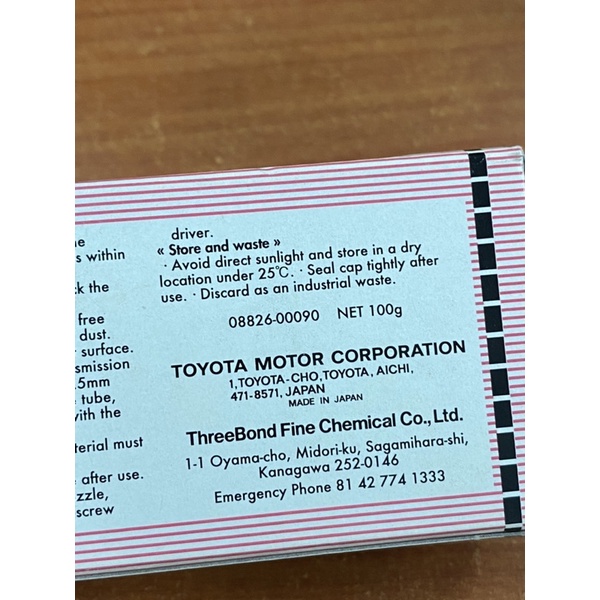 e
s within
k the
free
dust.
surface.
smission
5mm
tube,
with the
terial must
after use.
zzle,
screw
driver.
« Store and waste »
· Avoid direct sunlight and store in a dry
location under 25℃. · Seal cap tightly after
use. · Discard as an industrial waste.
08826-00090 NET 100g
TOYOTA MOTOR CORPORATION
1, TOYOTA-CHO, TOYOTA, AICHI,
471-8571, JAPAN
MADE IN JAPAN
ThreeBond Fine Chemical Co., Ltd.
1-1 Oyama-cho, Midori-ku, Sagamihara-shi,
Kanagawa 252-0146
Emergency Phone 81 42 774 1333